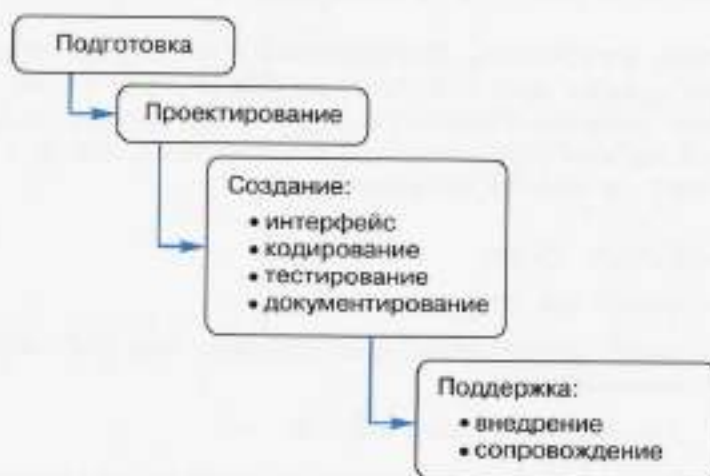 Подготовка
Проектирование
Создание:
• интерфейс
• кодирование
• тестирование
• документирование
Поддержка:
• внедрение
• сопровождение